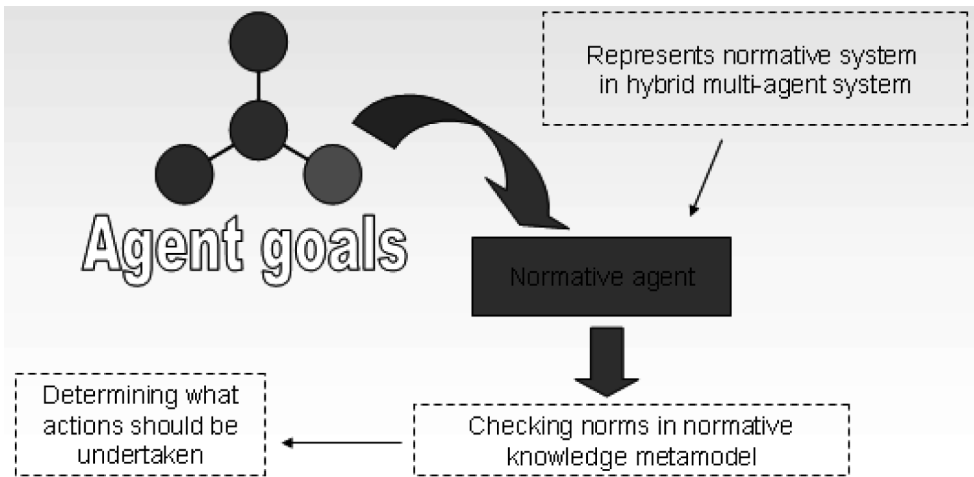 Represents normative system
in hybrid multi-agent system
Agent goals
Normative agent
Determining what
actions should be
undertaken
Checking norms in normative
knowledge metamodel